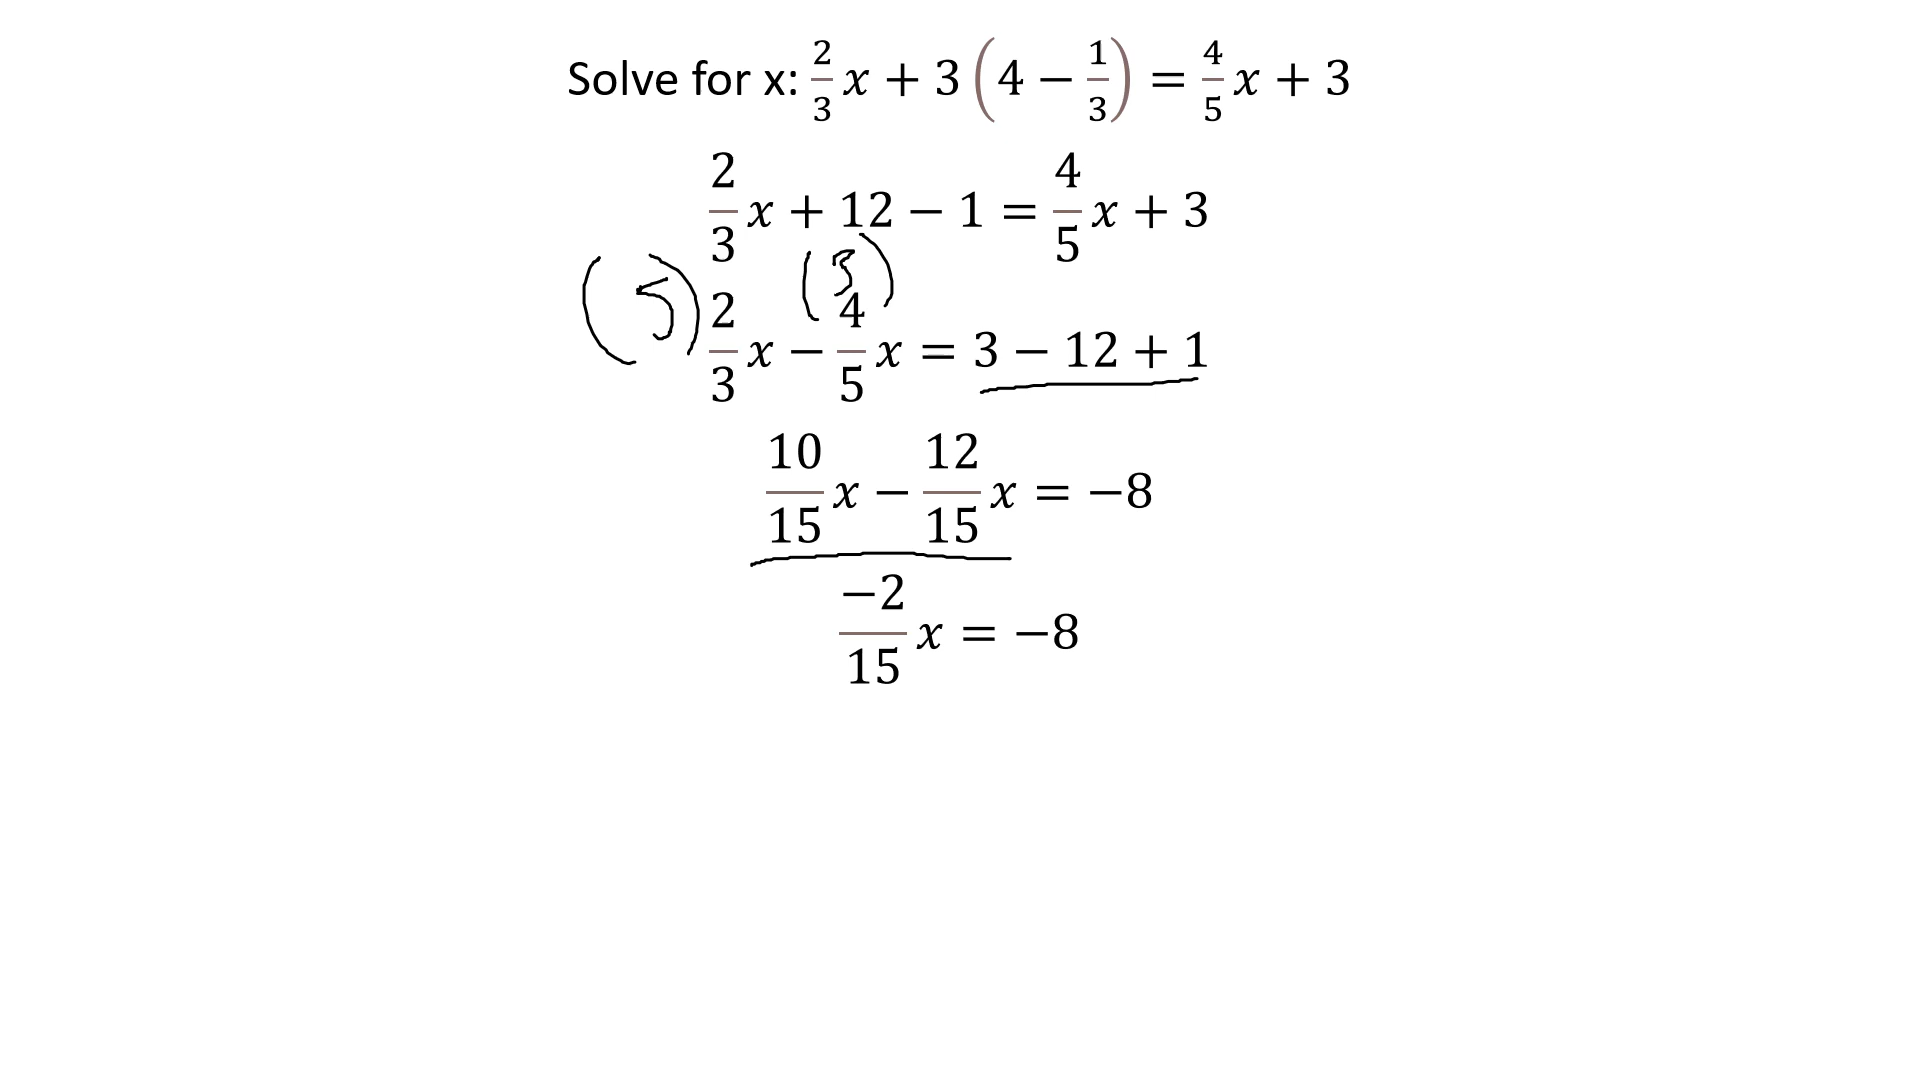 Solve for x: 2/3 x + 3(4 − 1/3) = 4/5 x + 3
2/3 x + 12 − 1 = 4/5 x + 3
(5) 2/3 x − (3) 4/5 x = 3 − 12 + 1
10/15 x − 12/15 x = −8
−2/15 x = −8